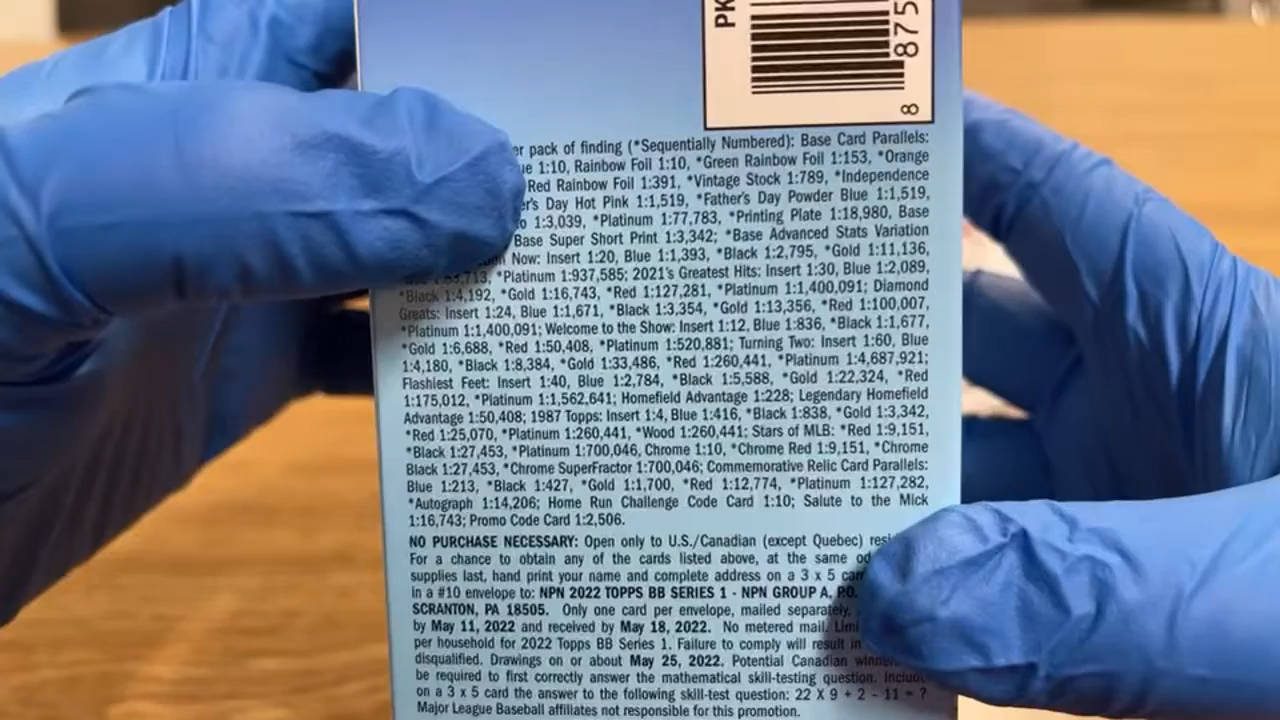 PK
875
8
er pack of finding (*Sequentially Numbered): Base Card Parallels:
ue 1:10, Rainbow Foil 1:10, *Green Rainbow Foil 1:153, *Orange
Red Rainbow Foil 1:391, *Vintage Stock 1:789, *Independence
er's Day Hot Pink 1:1,519, *Father's Day Powder Blue 1:1,519,
o 1:3,039, *Platinum 1:77,783, *Printing Plate 1:18,980, Base
Base Super Short Print 1:3,342; *Base Advanced Stats Variation
Now: Insert 1:20, Blue 1:1,393, *Black 1:2,795, *Gold 1:11,136,
*Platinum 1:937,585; 2021's Greatest Hits: Insert 1:30, Blue 1:2,089,
*Black 1:4,192, *Gold 1:16,743, *Red 1:127,281, *Platinum 1:1,400,091; Diamond
Greats: Insert 1:24, Blue 1:1,671, *Black 1:3,354, *Gold 1:13,356, *Red 1:100,007,
*Platinum 1:1,400,091; Welcome to the Show: Insert 1:12, Blue 1:836, *Black 1:1,677,
*Gold 1:6,688, *Red 1:50,408, *Platinum 1:520,881; Turning Two: Insert 1:60, Blue
1:4,180, *Black 1:8,384, *Gold 1:33,486, *Red 1:260,441, *Platinum 1:4,687,921;
Flashiest Feet: Insert 1:40, Blue 1:2,784, *Black 1:5,588, *Gold 1:22,324, *Red
1:175,012, *Platinum 1:1,562,641; Homefield Advantage 1:228; Legendary Homefield
Advantage 1:50,408; 1987 Topps: Insert 1:4, Blue 1:416, *Black 1:838, *Gold 1:3,342,
*Red 1:25,070, *Platinum 1:260,441, *Wood 1:260,441; Stars of MLB: *Red 1:9,151,
*Black 1:27,453, *Platinum 1:700,046, Chrome 1:10, *Chrome Red 1:9,151, *Chrome
Black 1:27,453, *Chrome SuperFractor 1:700,046; Commemorative Relic Card Parallels:
Blue 1:213, *Black 1:427, *Gold 1:1,700, *Red 1:12,774, *Platinum 1:127,282,
*Autograph 1:14,206; Home Run Challenge Code Card 1:10; Salute to the Mick
1:16,743; Promo Code Card 1:2,506.
NO PURCHASE NECESSARY: Open only to U.S./Canadian (except Quebec) resi
For a chance to obtain any of the cards listed above, at the same od
supplies last, hand print your name and complete address on a 3 x 5 car
in a #10 envelope to: NPN 2022 TOPPS BB SERIES 1 - NPN GROUP A, P.O.
SCRANTON, PA 18505. Only one card per envelope, mailed separately,
by May 11, 2022 and received by May 18, 2022. No metered mail. Limi
per household for 2022 Topps BB Series 1. Failure to comply will result in
disqualified. Drawings on or about May 25, 2022. Potential Canadian winners
be required to first correctly answer the mathematical skill-testing question. Include
on a 3 x 5 card the answer to the following skill-test question: 22 X 9 + 2 - 11 = ?
Major League Baseball affiliates not responsible for this promotion.